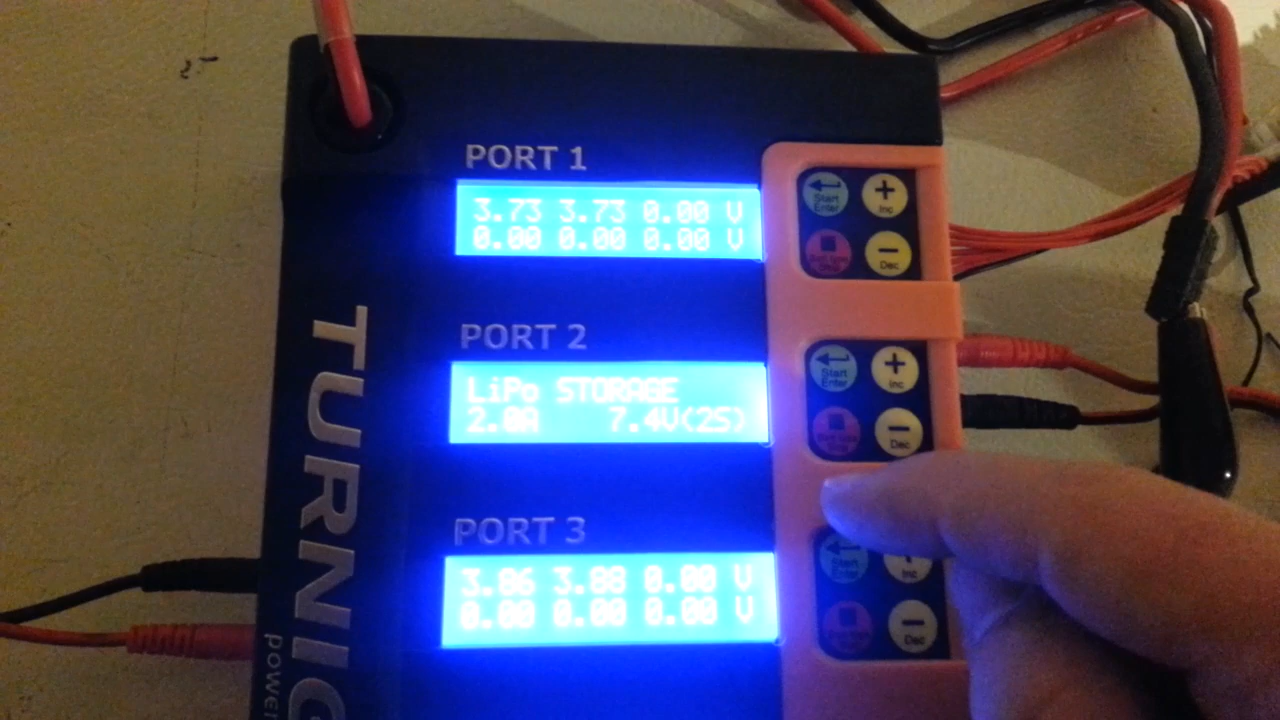 PORT 1
3.73 3.73 0.00 V
0.00 0.00 0.00 V
Start
Enter
+
Inc
-
Dec
PORT 2
LiPo STORAGE
2.0A 7.4V(2S)
Start
Enter
+
Inc
-
Dec
PORT 3
3.86 3.88 0.00 V
0.00 0.00 0.00 V
Start
Enter
+
Inc
-
Dec
TURNIG
power